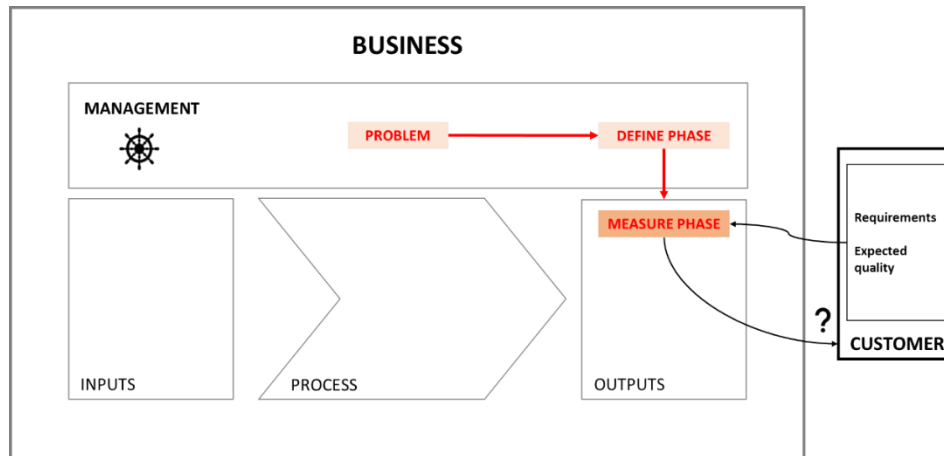 BUSINESS
MANAGEMENT
PROBLEM
DEFINE PHASE
MEASURE PHASE
Requirements
Expected
quality
?
CUSTOMER
INPUTS
PROCESS
OUTPUTS